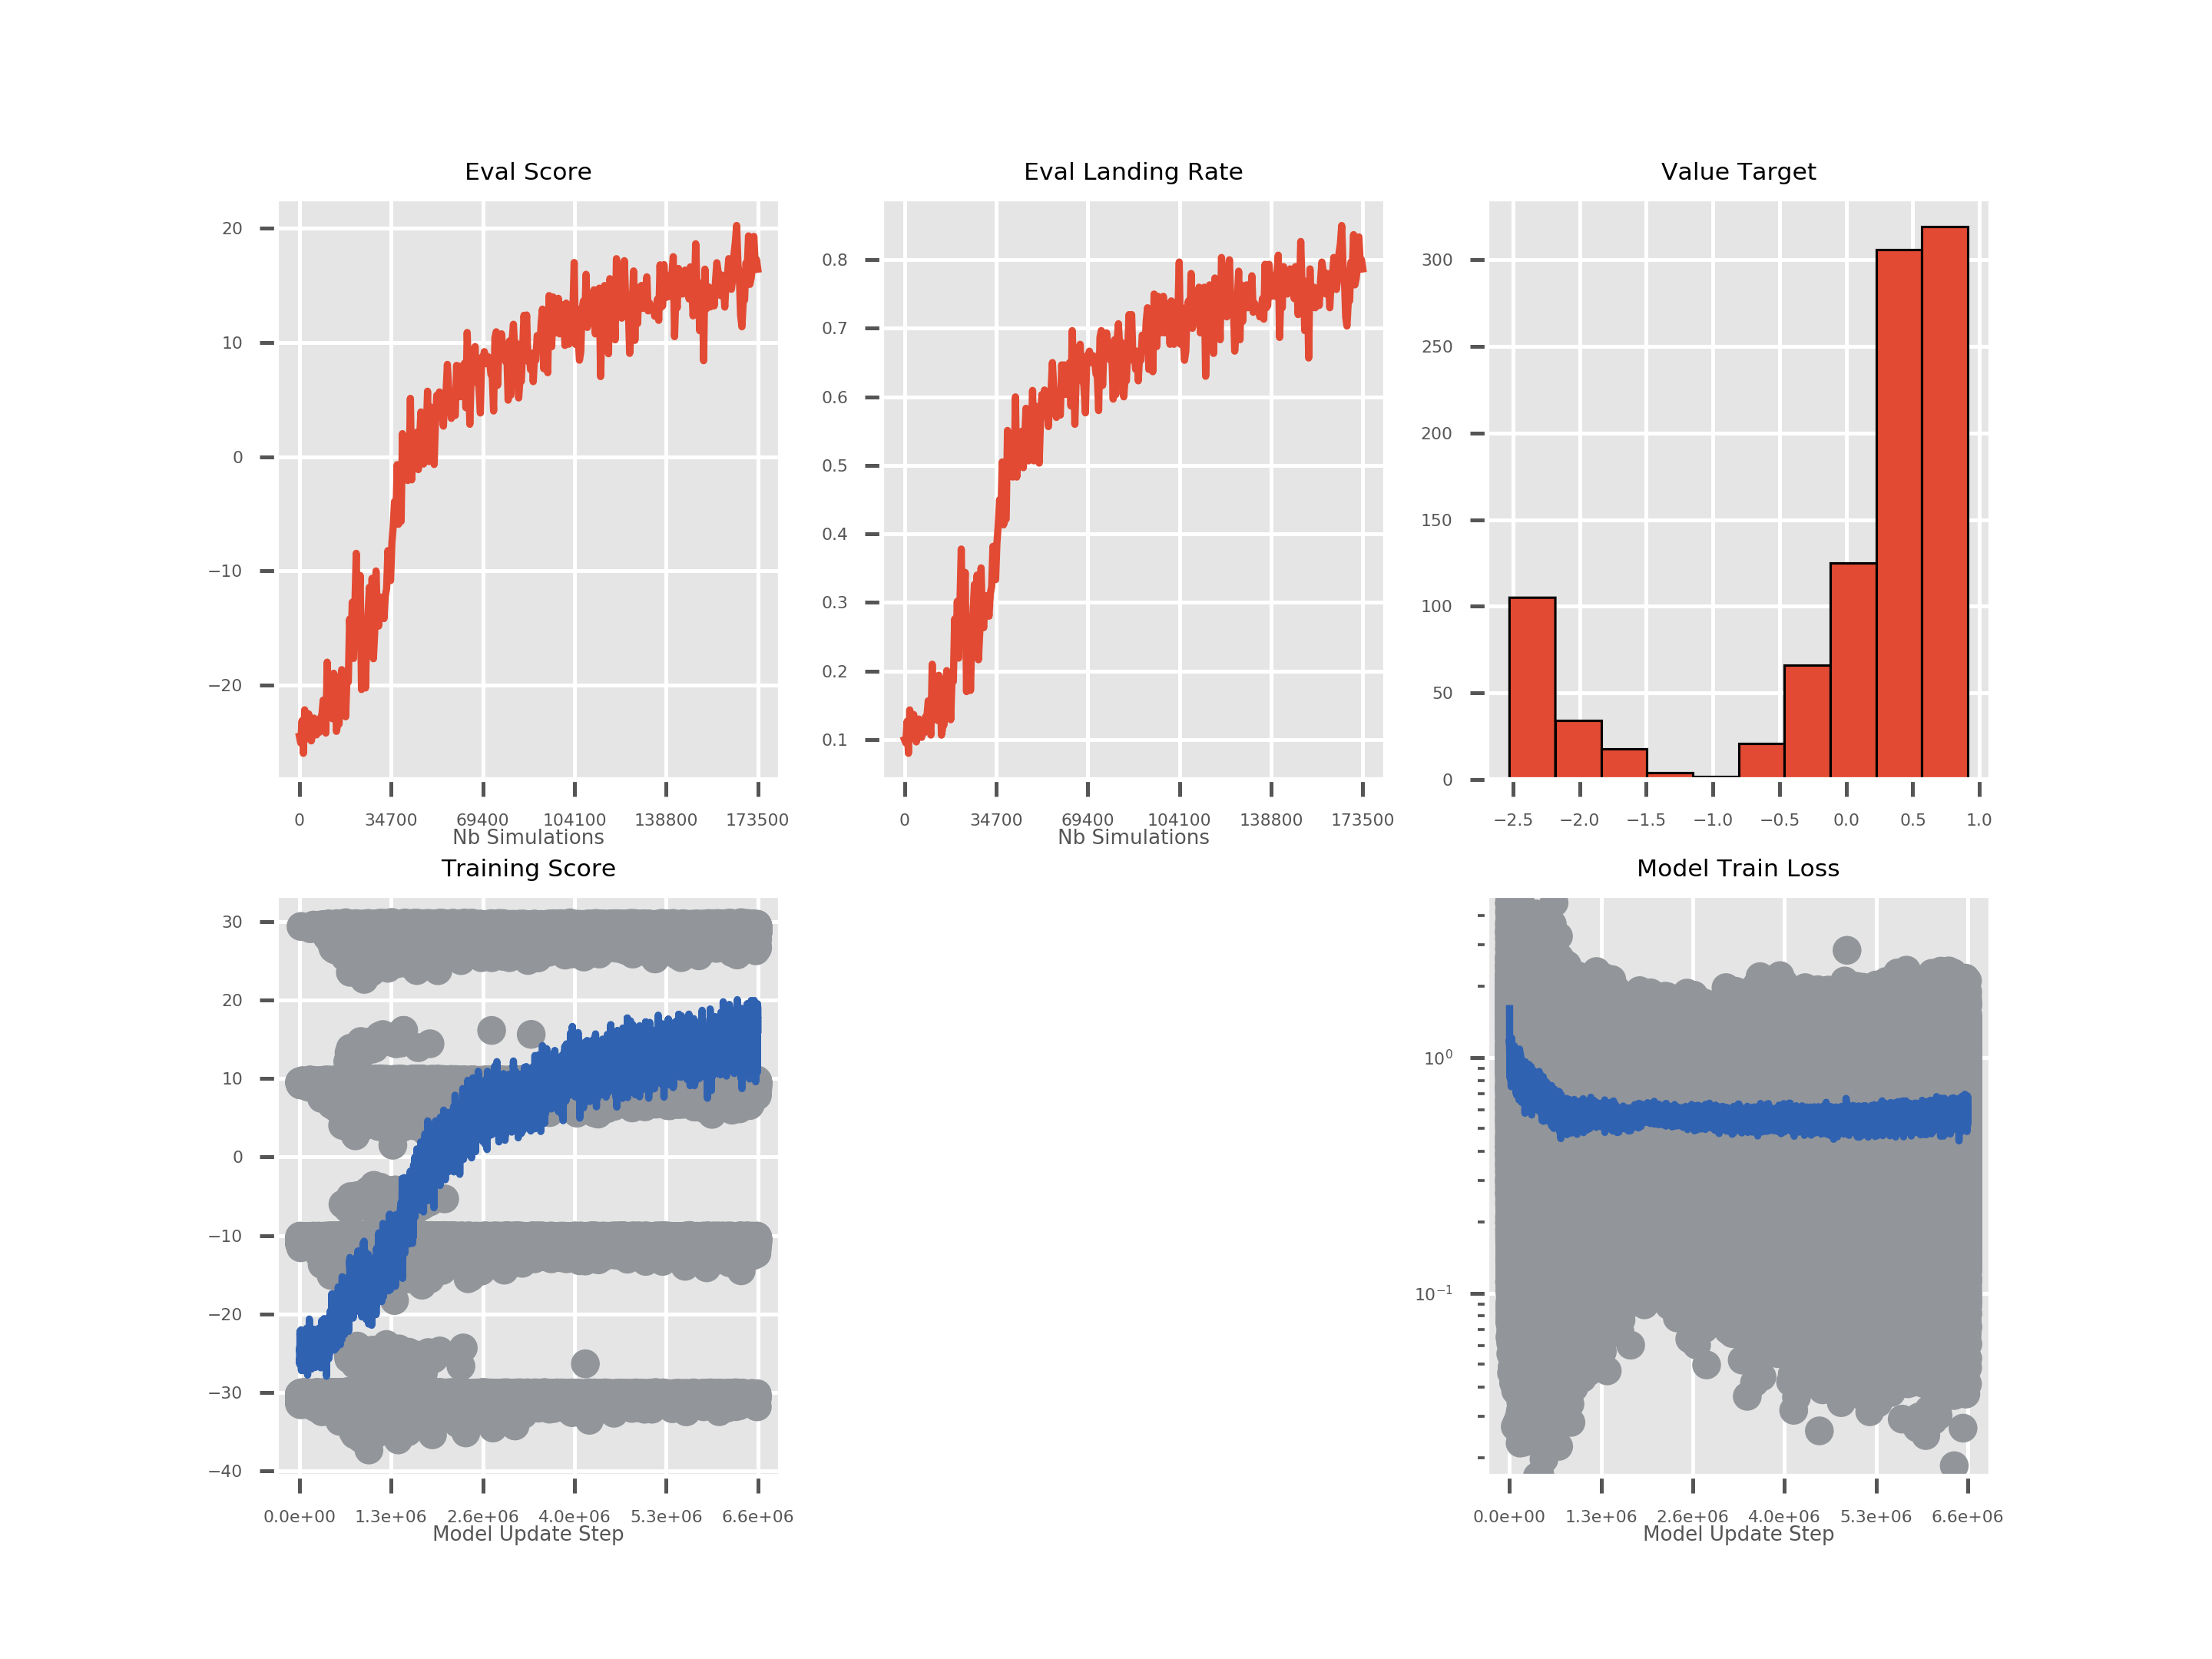 Eval Score
20
10
0
−10
−20
0 34700 69400 104100 138800 173500
Nb Simulations
Eval Landing Rate
0.8
0.7
0.6
0.5
0.4
0.3
0.2
0.1
0 34700 69400 104100 138800 173500
Nb Simulations
Value Target
300
250
200
150
100
50
0
−2.5 −2.0 −1.5 −1.0 −0.5 0.0 0.5 1.0
Training Score
30
20
10
0
−10
−20
−30
−40
0.0e+00 1.3e+06 2.6e+06 4.0e+06 5.3e+06 6.6e+06
Model Update Step
Model Train Loss
10⁰
10⁻¹
0.0e+00 1.3e+06 2.6e+06 4.0e+06 5.3e+06 6.6e+06
Model Update Step